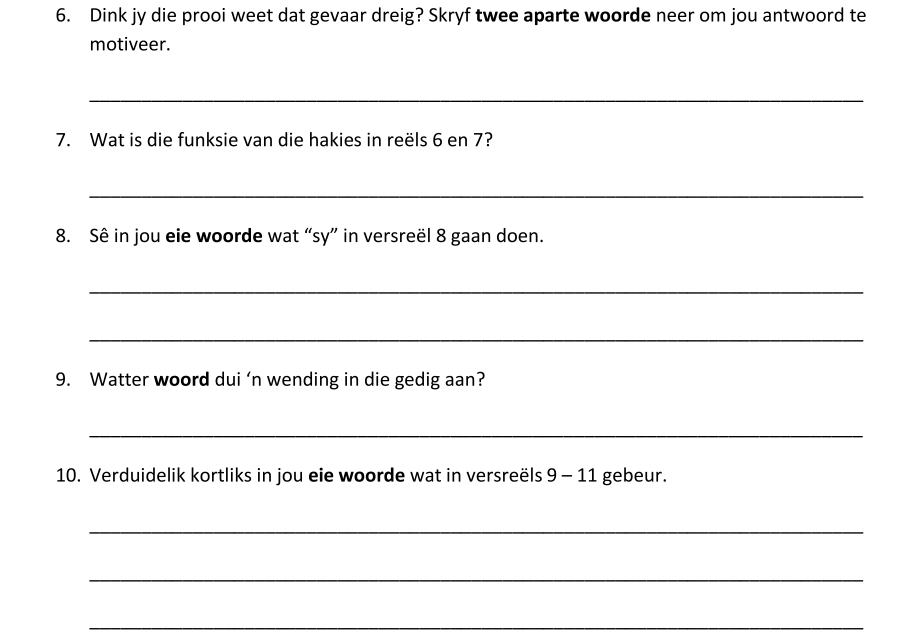 6. Dink jy die prooi weet dat gevaar dreig? Skryf twee aparte woorde neer om jou antwoord te
motiveer.
7. Wat is die funksie van die hakies in reëls 6 en 7?
8. Sê in jou eie woorde wat “sy” in versreël 8 gaan doen.
9. Watter woord dui ‘n wending in die gedig aan?
10. Verduidelik kortliks in jou eie woorde wat in versreëls 9 – 11 gebeur.